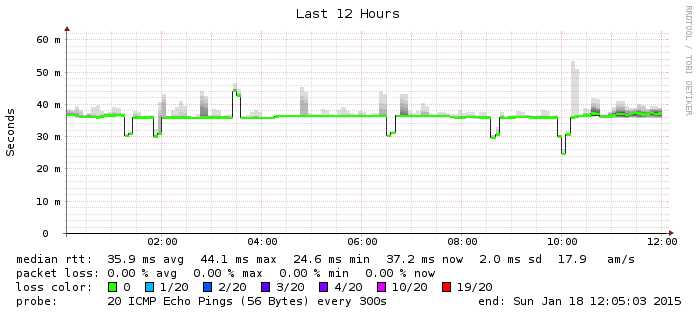 Last 12 Hours
RRDTOOL / TOBI OETIKER
60 m
50 m
40 m
30 m
20 m
10 m
0
Seconds
02:00 04:00 06:00 08:00 10:00 12:00
median rtt: 35.9 ms avg 44.1 ms max 24.6 ms min 37.2 ms now 2.0 ms sd 17.9 am/s
packet loss: 0.00 % avg 0.00 % max 0.00 % min 0.00 % now
loss color: 0 1/20 2/20 3/20 4/20 10/20 19/20
probe: 20 ICMP Echo Pings (56 Bytes) every 300s end: Sun Jan 18 12:05:03 2015